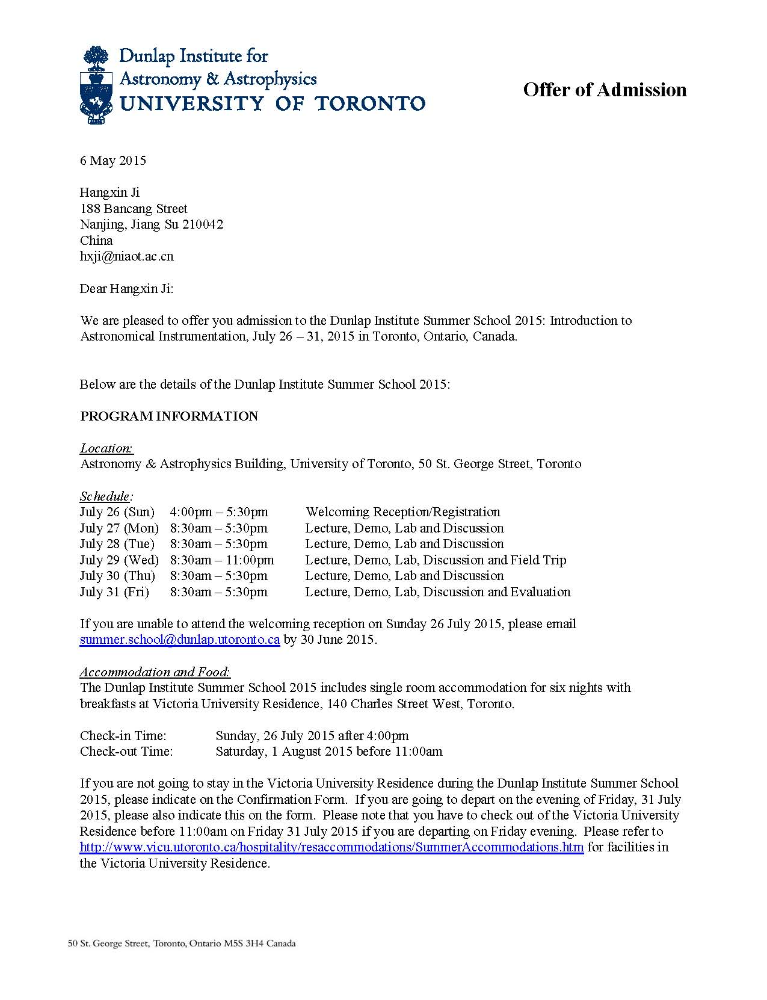 Dunlap Institute for
Astronomy & Astrophysics
UNIVERSITY OF TORONTO
Offer of Admission
6 May 2015
Hangxin Ji
188 Bancang Street
Nanjing, Jiang Su 210042
China
hxji@niaot.ac.cn
Dear Hangxin Ji:
We are pleased to offer you admission to the Dunlap Institute Summer School 2015: Introduction to
Astronomical Instrumentation, July 26 – 31, 2015 in Toronto, Ontario, Canada.
Below are the details of the Dunlap Institute Summer School 2015:
PROGRAM INFORMATION
Location:
Astronomy & Astrophysics Building, University of Toronto, 50 St. George Street, Toronto
Schedule:
July 26 (Sun) 4:00pm – 5:30pm Welcoming Reception/Registration
July 27 (Mon) 8:30am – 5:30pm Lecture, Demo, Lab and Discussion
July 28 (Tue) 8:30am – 5:30pm Lecture, Demo, Lab and Discussion
July 29 (Wed) 8:30am – 11:00pm Lecture, Demo, Lab, Discussion and Field Trip
July 30 (Thu) 8:30am – 5:30pm Lecture, Demo, Lab and Discussion
July 31 (Fri) 8:30am – 5:30pm Lecture, Demo, Lab, Discussion and Evaluation
If you are unable to attend the welcoming reception on Sunday 26 July 2015, please email
summer.school@dunlap.utoronto.ca by 30 June 2015.
Accommodation and Food:
The Dunlap Institute Summer School 2015 includes single room accommodation for six nights with
breakfasts at Victoria University Residence, 140 Charles Street West, Toronto.
Check-in Time: Sunday, 26 July 2015 after 4:00pm
Check-out Time: Saturday, 1 August 2015 before 11:00am
If you are not going to stay in the Victoria University Residence during the Dunlap Institute Summer School
2015, please indicate on the Confirmation Form. If you are going to depart on the evening of Friday, 31 July
2015, please also indicate this on the form. Please note that you have to check out of the Victoria University
Residence before 11:00am on Friday 31 July 2015 if you are departing on Friday evening. Please refer to
http://www.vicu.utoronto.ca/hospitality/resaccommodations/SummerAccommodations.htm for facilities in
the Victoria University Residence.
50 St. George Street, Toronto, Ontario M5S 3H4 Canada